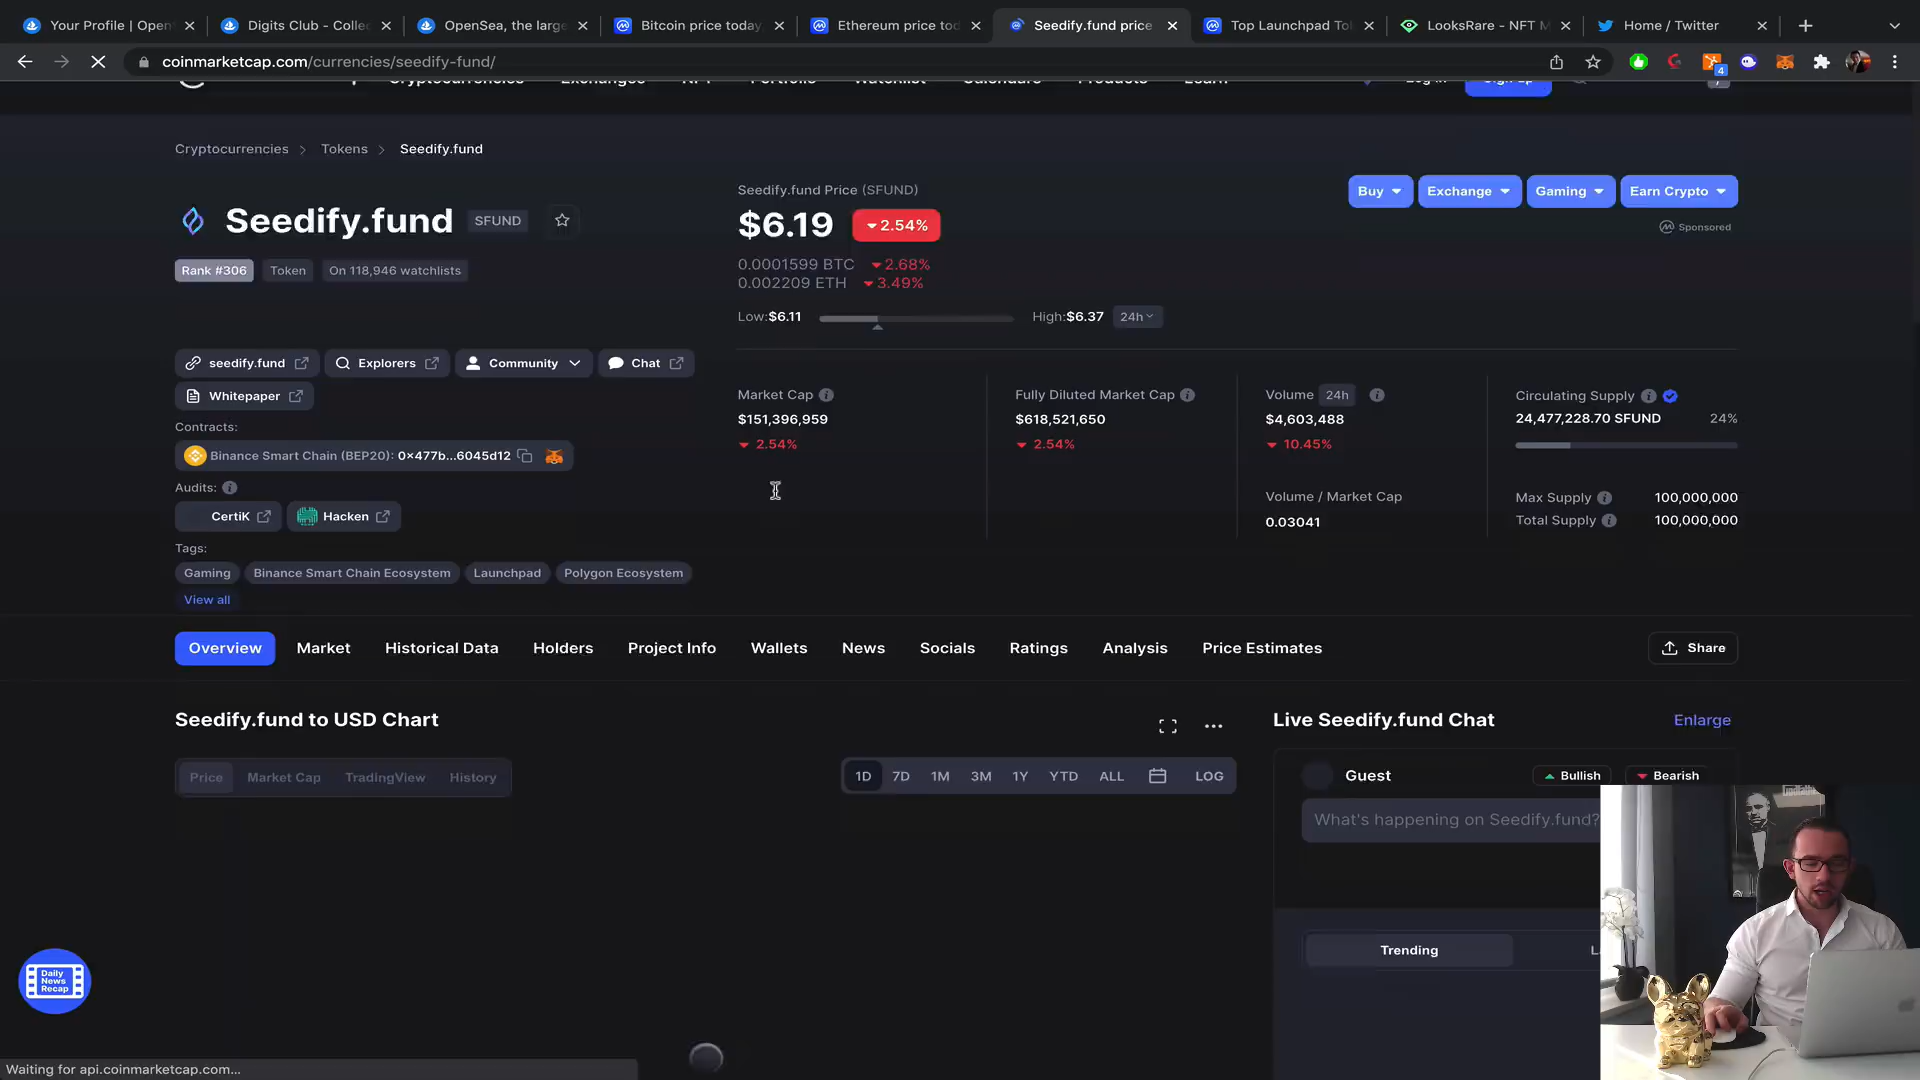 Your Profile | Open
Digits Club - Collec
OpenSea, the large
Bitcoin price today,
Ethereum price tod
Seedify.fund price
Top Launchpad To
LooksRare - NFT M
Home / Twitter
coinmarketcap.com/currencies/seedify-fund/
4
Cryptocurrencies > Tokens > Seedify.fund
Seedify.fund SFUND
Rank #306 Token On 118,946 watchlists
seedify.fund Explorers Community Chat
Whitepaper
Contracts:
Binance Smart Chain (BEP20): 0x477b...6045d12
Audits:
CertiK Hacken
Tags:
Gaming Binance Smart Chain Ecosystem Launchpad Polygon Ecosystem
View all
Seedify.fund Price (SFUND)
$6.19 2.54%
0.0001599 BTC 2.68%
0.002209 ETH 3.49%
Low:$6.11 High:$6.37 24h
Buy Exchange Gaming Earn Crypto
Sponsored
Market Cap
$151,396,959
2.54%
Fully Diluted Market Cap
$618,521,650
2.54%
Volume 24h
$4,603,488
10.45%
Volume / Market Cap
0.03041
Circulating Supply
24,477,228.70 SFUND 24%
Max Supply 100,000,000
Total Supply 100,000,000
Overview Market Historical Data Holders Project Info Wallets News Socials Ratings Analysis Price Estimates Share
Seedify.fund to USD Chart
Price Market Cap TradingView History
1D 7D 1M 3M 1Y YTD ALL LOG
Live Seedify.fund Chat Enlarge
Guest Bullish Bearish
What's happening on Seedify.fund?
Trending
Daily
News
Recap
Waiting for api.coinmarketcap.com...